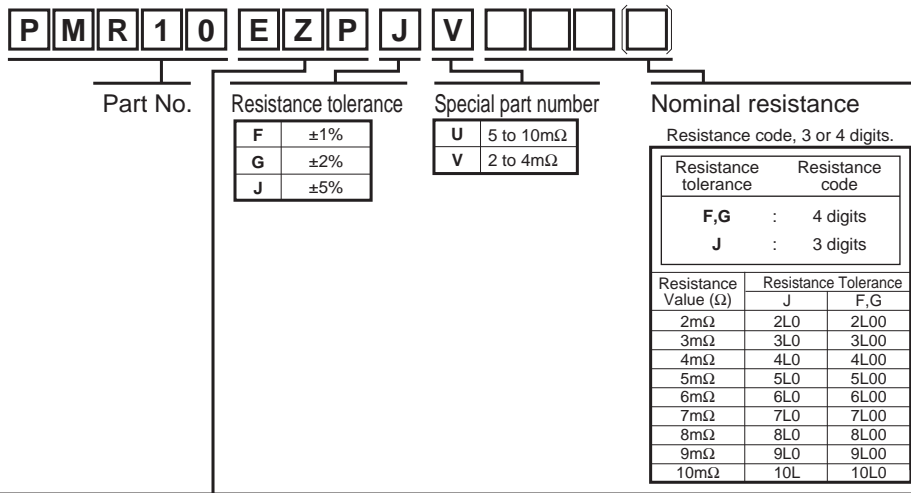 PMR10 EZP J V
Part No.
Resistance tolerance
F ±1%
G ±2%
J ±5%
Special part number
U 5 to 10mΩ
V 2 to 4mΩ
Nominal resistance
Resistance code, 3 or 4 digits.
Resistance tolerance Resistance code
F,G : 4 digits
J : 3 digits
Resistance Value (Ω) Resistance Tolerance
J F,G
2mΩ 2L0 2L00
3mΩ 3L0 3L00
4mΩ 4L0 4L00
5mΩ 5L0 5L00
6mΩ 6L0 6L00
7mΩ 7L0 7L00
8mΩ 8L0 8L00
9mΩ 9L0 9L00
10mΩ 10L 10L0